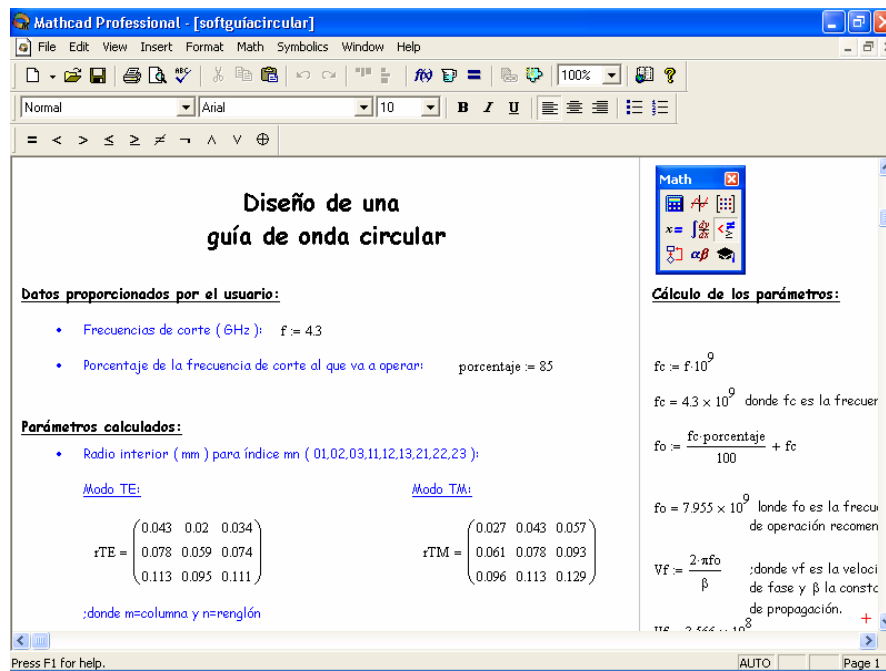 Mathcad Professional - [softguíacircular]
File Edit View Insert Format Math Symbolics Window Help
100%
Normal Arial 10 B I U
= < > ≤ ≥ ≠ ¬ ∧ ∨ ⊕
Diseño de una
guía de onda circular
Datos proporcionados por el usuario:
• Frecuencias de corte ( GHz ): f := 4.3
• Porcentaje de la frecuencia de corte al que va a operar: porcentaje := 85
Parámetros calculados:
• Radio interior ( mm ) para índice mn ( 01,02,03,11,12,13,21,22,23 ):
Modo TE: Modo TM:
0.043 0.02 0.034
rTE = 0.078 0.059 0.074
0.113 0.095 0.111
0.027 0.043 0.057
rTM = 0.061 0.078 0.093
0.096 0.113 0.129
;donde m=columna y n=renglón
Math
Cálculo de los parámetros:
fc := f·10^9
fc = 4.3 × 10^9 donde fc es la frecuen
fo := fc·porcentaje / 100 + fc
fo = 7.955 × 10^9 londe fo es la frecu
de operación recomen
Vf := 2·πfo / β ;donde vf es la veloci
de fase y β la consta
de propagación.
Press F1 for help. AUTO Page 1